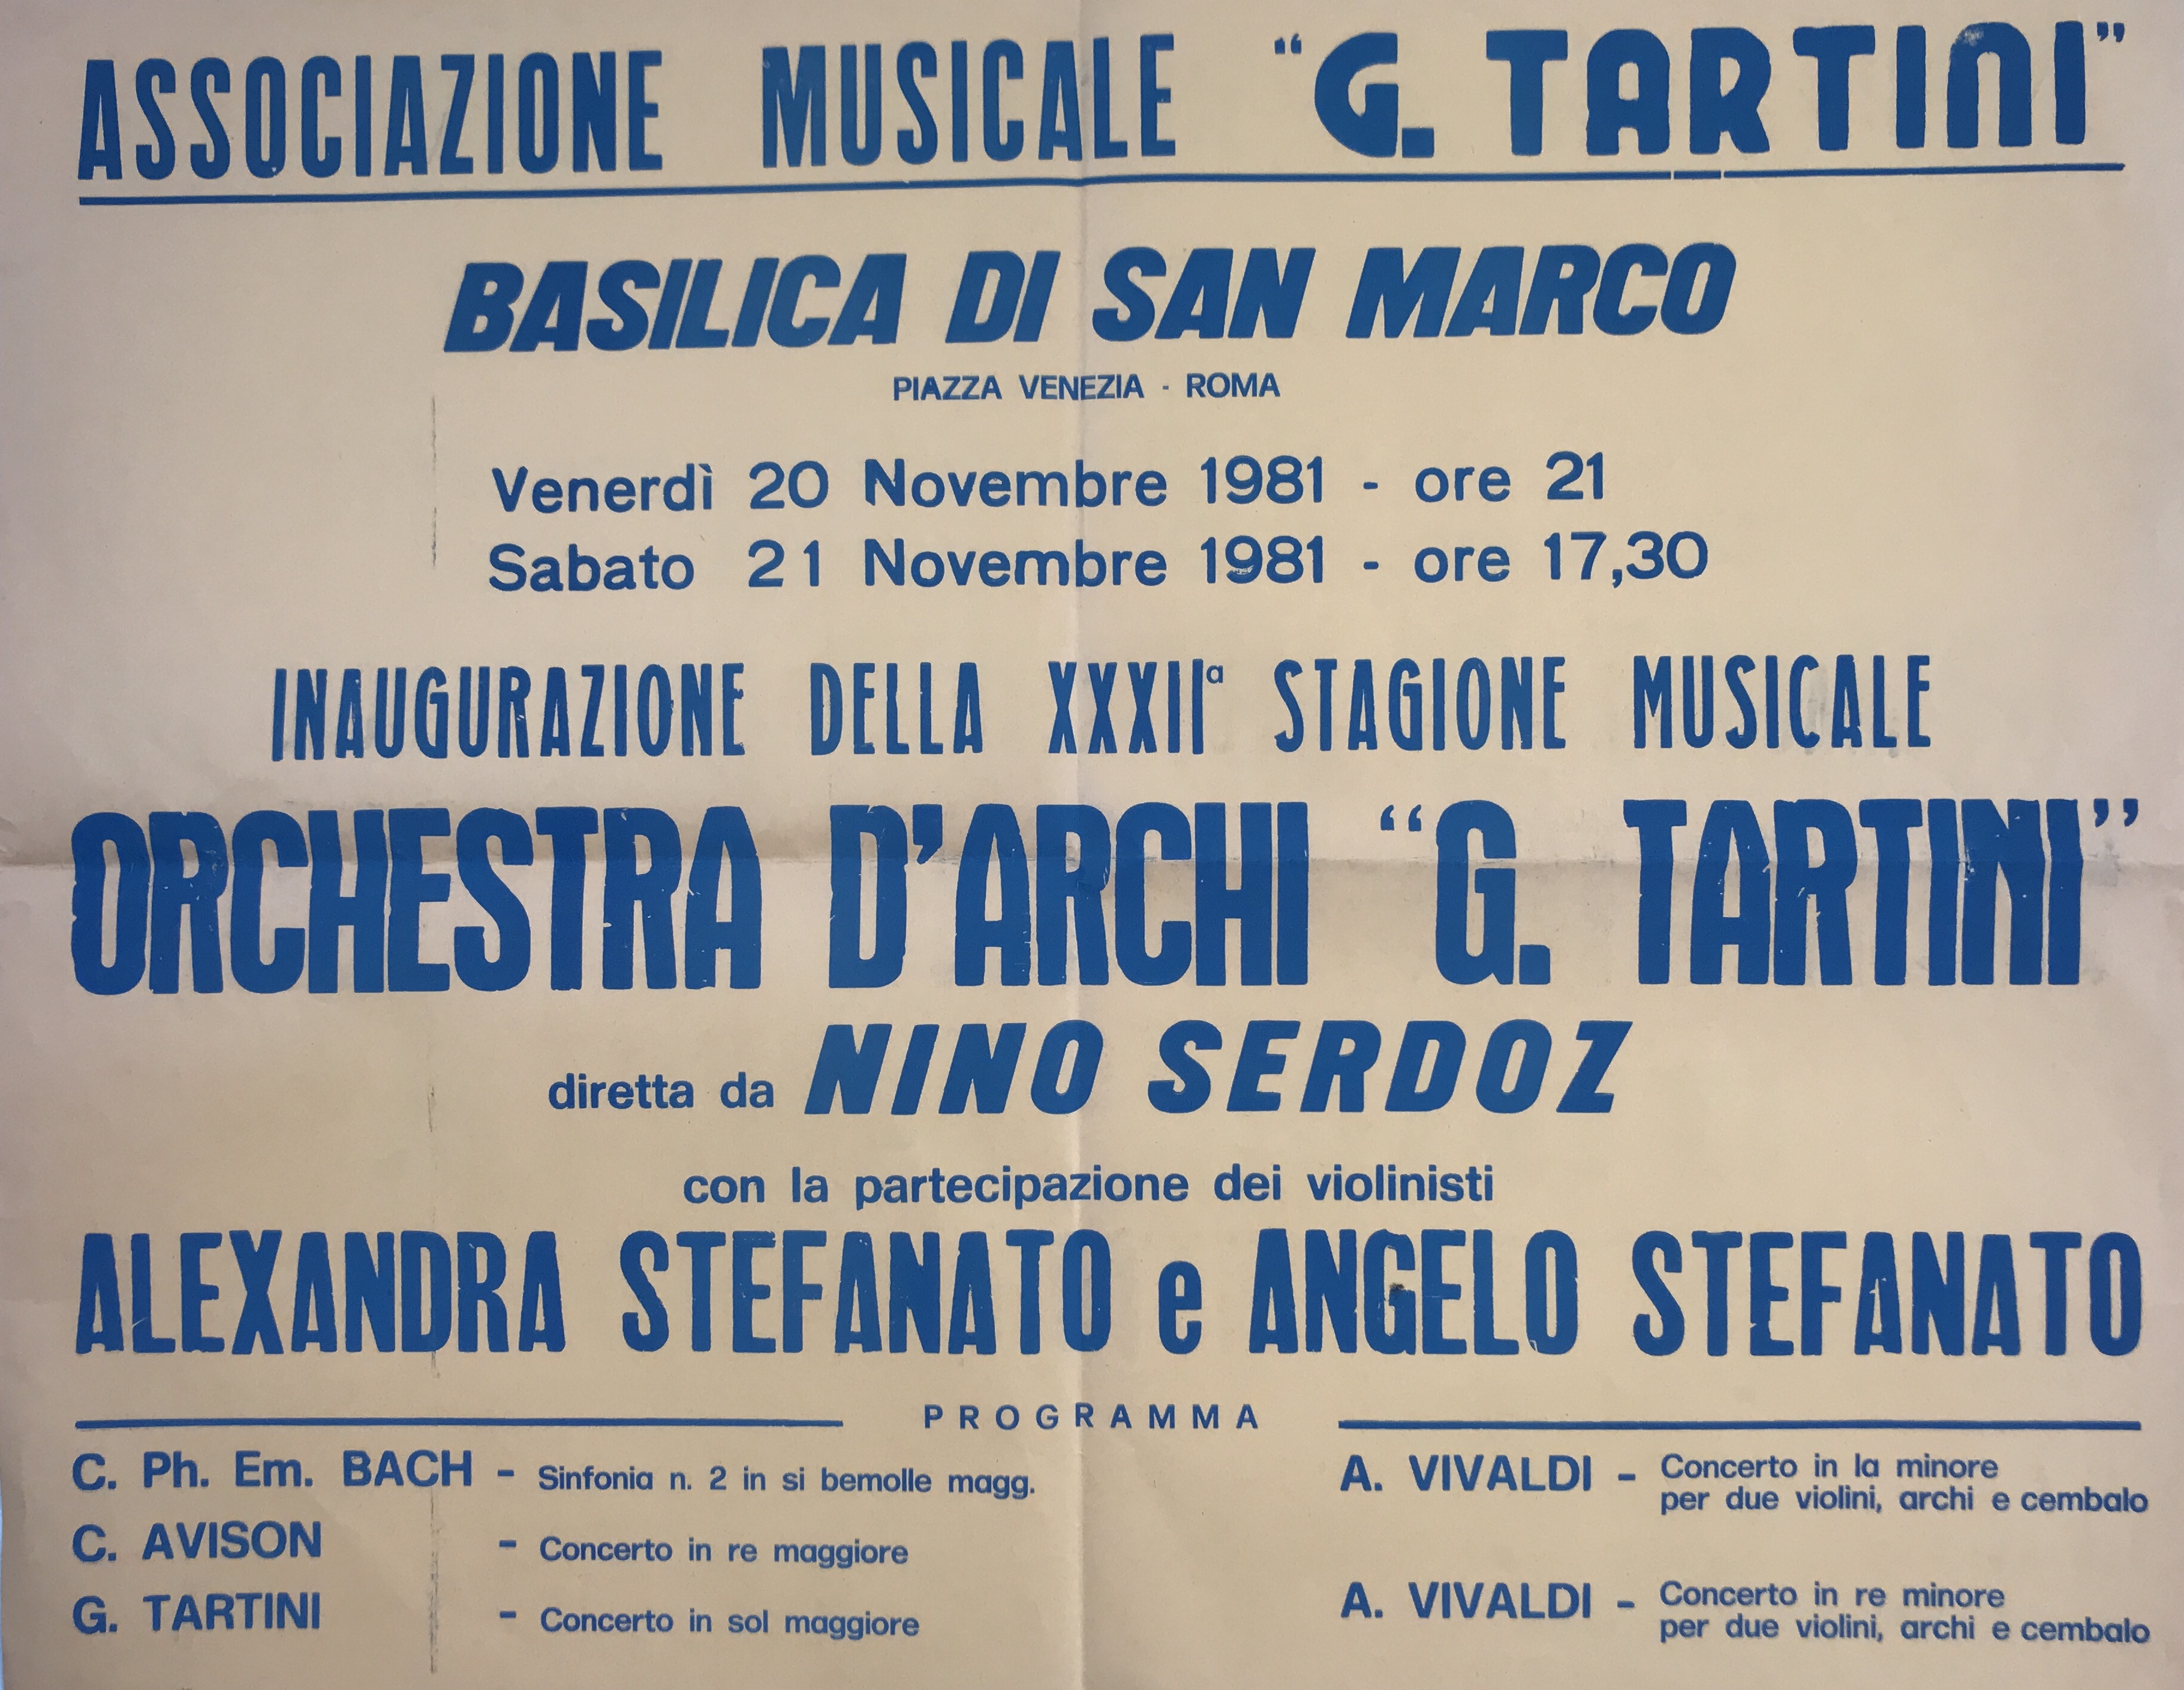 ASSOCIAZIONE MUSICALE “G. TARTINI”
BASILICA DI SAN MARCO
PIAZZA VENEZIA - ROMA
Venerdì 20 Novembre 1981 - ore 21
Sabato 21 Novembre 1981 - ore 17,30
INAUGURAZIONE DELLA XXXIIª STAGIONE MUSICALE
ORCHESTRA D’ARCHI “G. TARTINI”
diretta da NINO SERDOZ
con la partecipazione dei violinisti
ALEXANDRA STEFANATO e ANGELO STEFANATO
PROGRAMMA
C. Ph. Em. BACH - Sinfonia n. 2 in si bemolle magg.
C. AVISON - Concerto in re maggiore
G. TARTINI - Concerto in sol maggiore
A. VIVALDI - Concerto in la minore
per due violini, archi e cembalo
A. VIVALDI - Concerto in re minore
per due violini, archi e cembalo